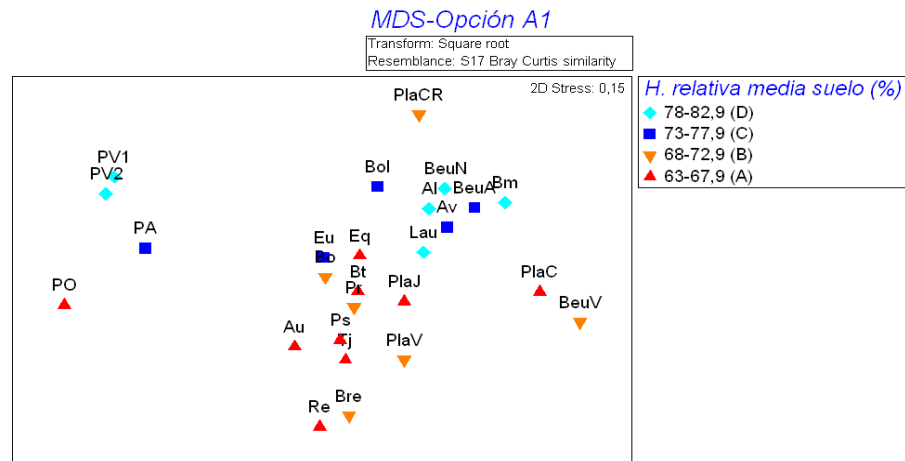 MDS-Opción A1
Transform: Square root
Resemblance: S17 Bray Curtis similarity
2D Stress: 0,15
H. relativa media suelo (%)
78-82,9 (D)
73-77,9 (C)
68-72,9 (B)
63-67,9 (A)
PlaCR
PV1
PV2
Bol
BeuN
Al
BeuA
Bm
Av
PA
Eu
Eq
Lau
Bt
PlaJ
PlaC
PO
Pr
BeuV
Au
Ps
Tj
PlaV
Re
Bre